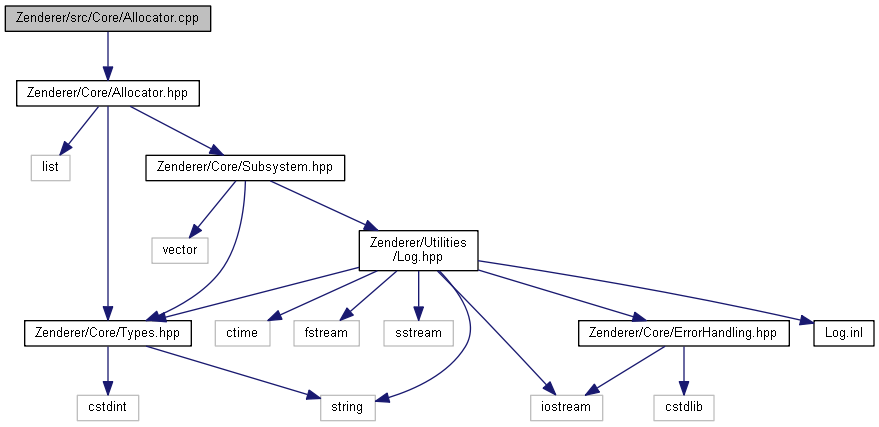 Zenderer/src/Core/Allocator.cpp
Zenderer/Core/Allocator.hpp
list
Zenderer/Core/Subsystem.hpp
vector
Zenderer/Utilities
/Log.hpp
Zenderer/Core/Types.hpp
ctime
fstream
sstream
Zenderer/Core/ErrorHandling.hpp
Log.inl
cstdint
string
iostream
cstdlib